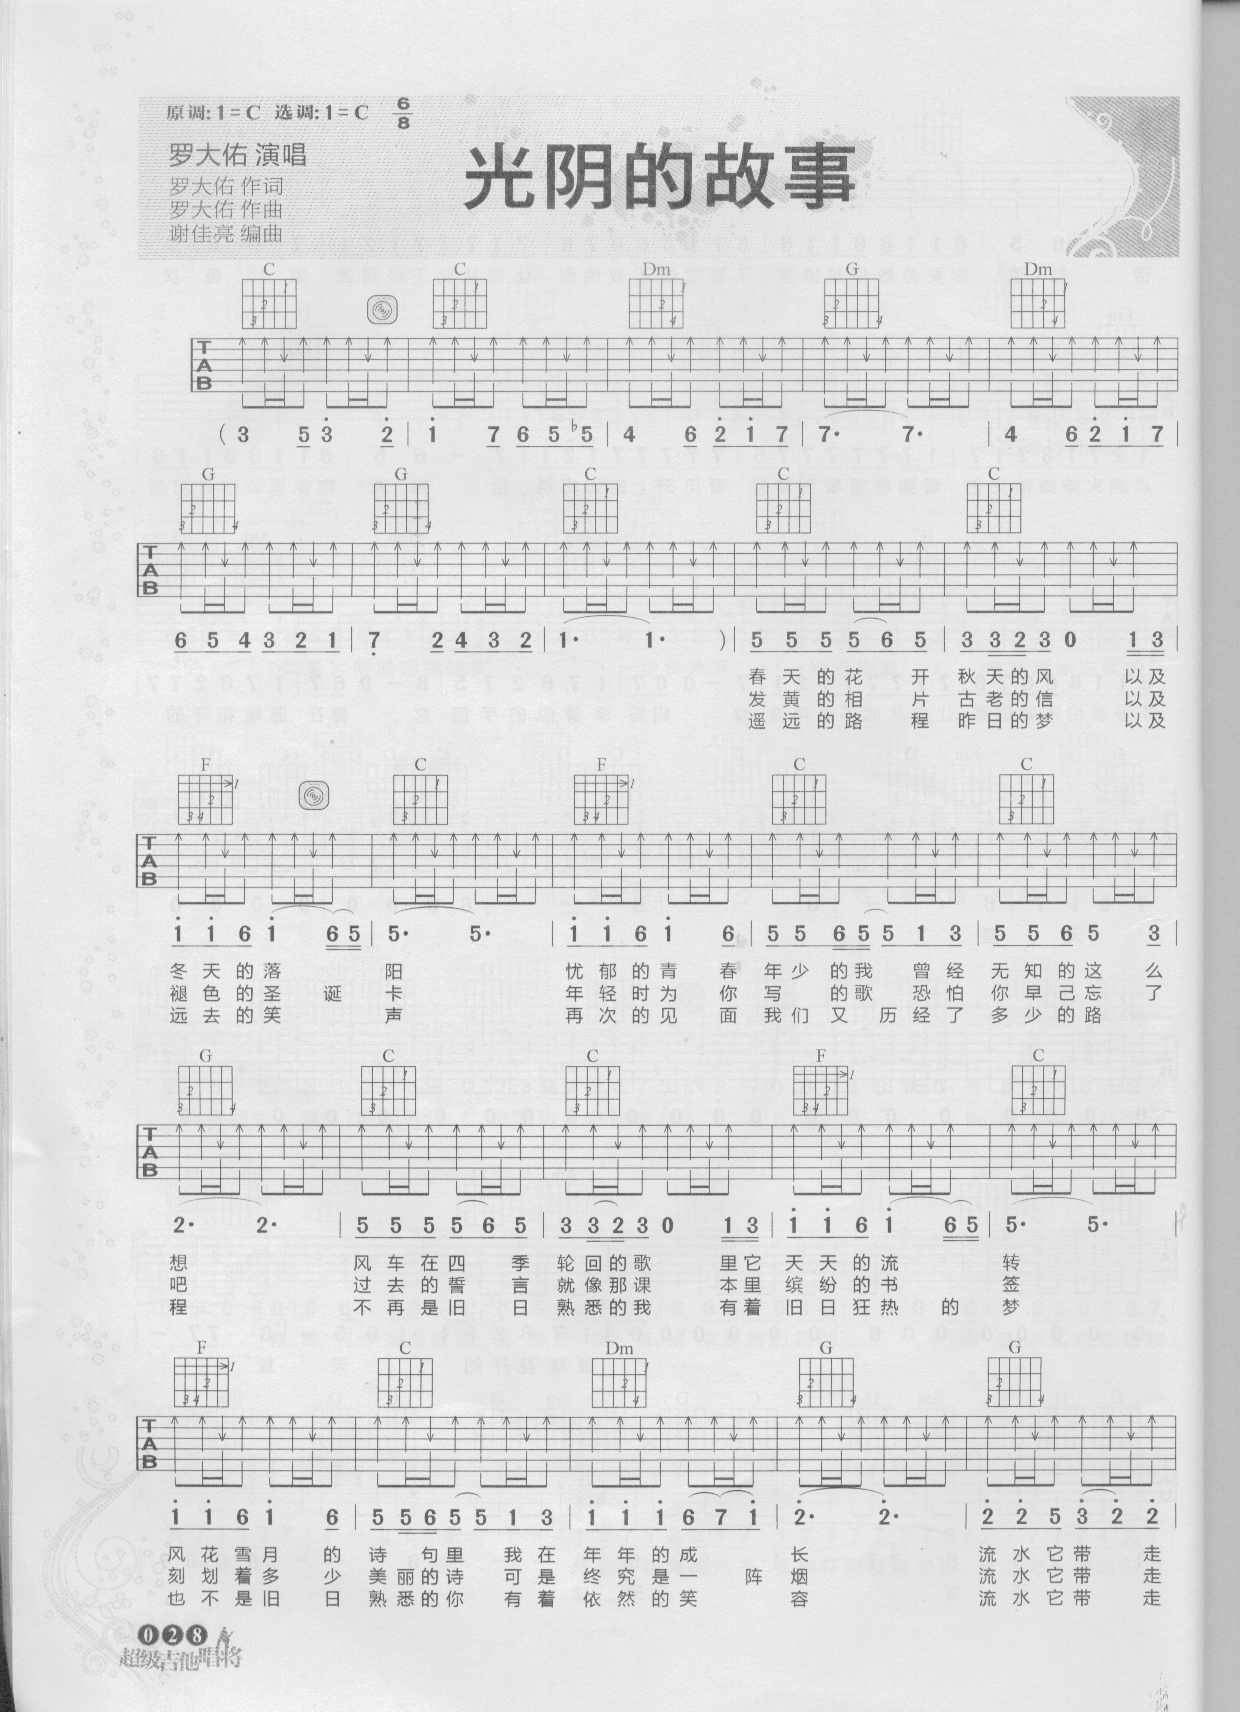 原调:1=C 选调:1=C 6/8
罗大佑 演唱
光阴的故事
罗大佑 作词
罗大佑 作曲
谢佳亮 编曲
C C Dm G Dm
T A B
( 3 5 3 2 | 1 7 6 5 ♭5 | 4 6 2 1 7 | 7· 7· | 4 6 2 1 7 |
G G C C C
T A B
6 5 4 3 2 1 | 7 2 4 3 2 | 1· 1· ) | 5 5 5 5 6 5 | 3 3 2 3 0 1 3 |
春天的花 开 秋天的风 以及
发黄的相 片 古老的信 以及
遥远的路 程 昨日的梦 以及
F C F C C
T A B
1 1 6 1 6 5 | 5· 5· | 1 1 6 1 6 | 5 5 6 5 5 1 3 | 5 5 6 5 3 |
冬天的落 阳 忧郁的青 春 年少 的我 曾经 无知的这 么
褪色的圣 诞 卡 年轻时为 你 写 的歌 恐怕 你早己忘 了
远去的笑 声 再次的见 面 我们 又 历经了 多少的路
G C C F C
T A B
2· 2· | 5 5 5 5 6 5 | 3 3 2 3 0 1 3 | 1 1 6 1 6 5 | 5· 5· |
想 风车在四 季 轮回的歌 里它 天天的流 转
吧 过去的誓 言 就像那课 本里 缤纷的书 签
程 不再是旧 日 熟悉的我 有着 旧日狂热 的 梦
F C Dm G G
T A B
1 1 6 1 6 | 5 5 6 5 5 1 3 | 1 1 1 6 7 1 | 2· 2· | 2 2 5 3 2 2 |
风花雪月 的 诗 句里 我在 年年的成 长 流水它带 走
刻划着多 少 美丽的诗 可是 终究是一 阵 烟 流水它带 走
也不是旧 日 熟悉的你 有着 依然的笑 容 流水它带 走
028
超级吉他唱将